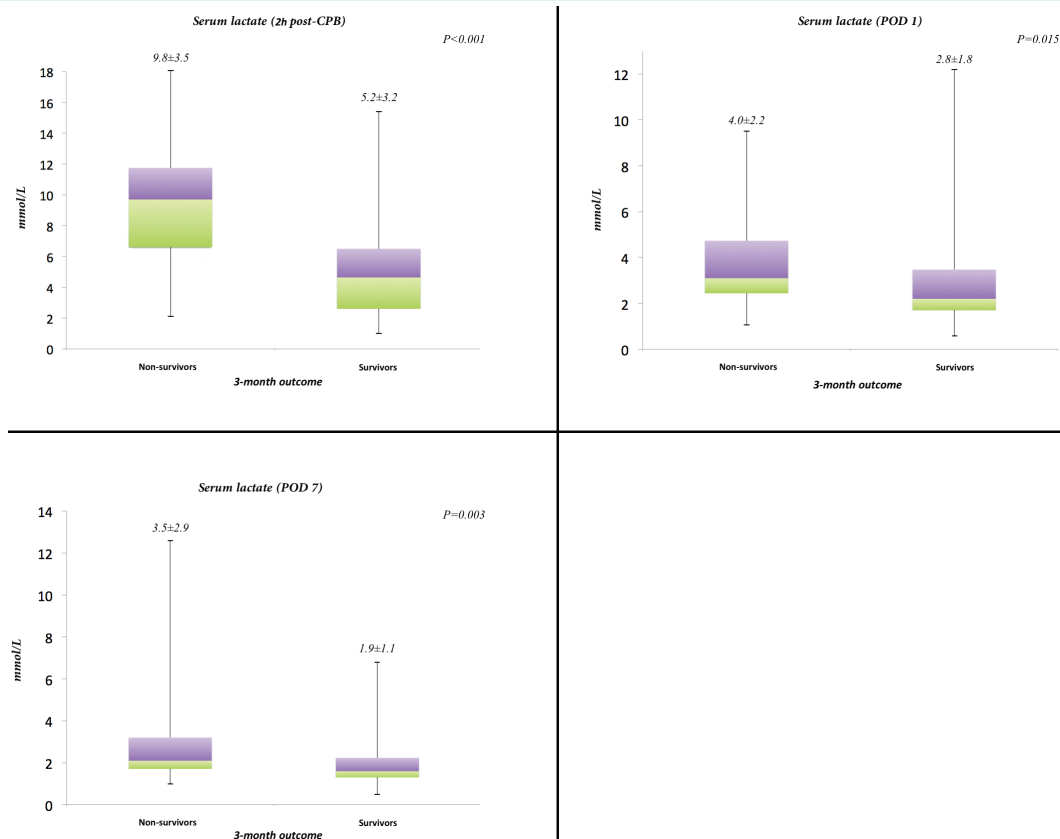 Serum lactate (2h post-CPB)
P<0.001
9.8±3.5
5.2±3.2
18
16
14
12
10
8
6
4
2
0
mmol/L
Non-survivors
Survivors
3-month outcome
Serum lactate (POD 1)
P=0.015
2.8±1.8
4.0±2.2
12
10
8
6
4
2
0
mmol/L
Non-survivors
Survivors
3-month outcome
Serum lactate (POD 7)
P=0.003
3.5±2.9
1.9±1.1
14
12
10
8
6
4
2
0
mmol/L
Non-survivors
Survivors
3-month outcome